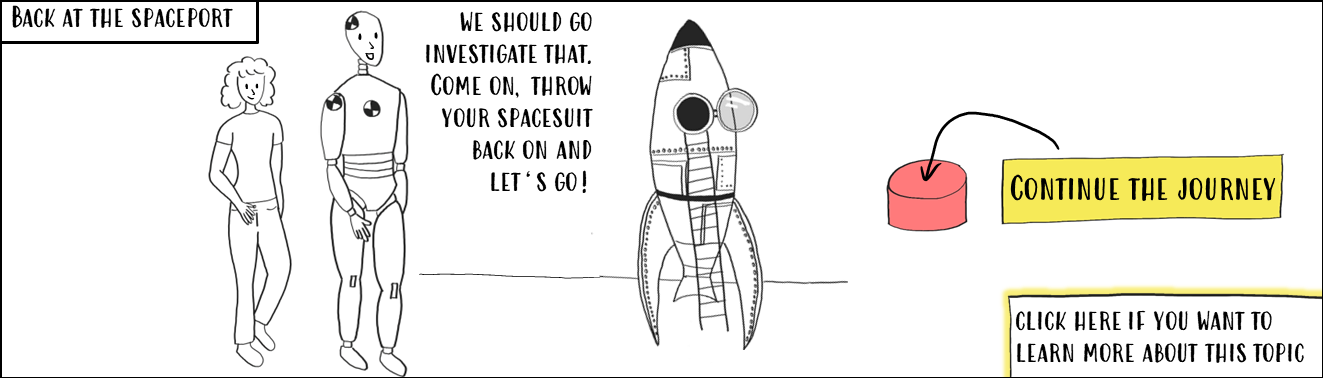 BACK AT THE SPACEPORT
WE SHOULD GO
INVESTIGATE THAT.
COME ON, THROW
YOUR SPACESUIT
BACK ON AND
LET'S GO!
CONTINUE THE JOURNEY
CLICK HERE IF YOU WANT TO
LEARN MORE ABOUT THIS TOPIC